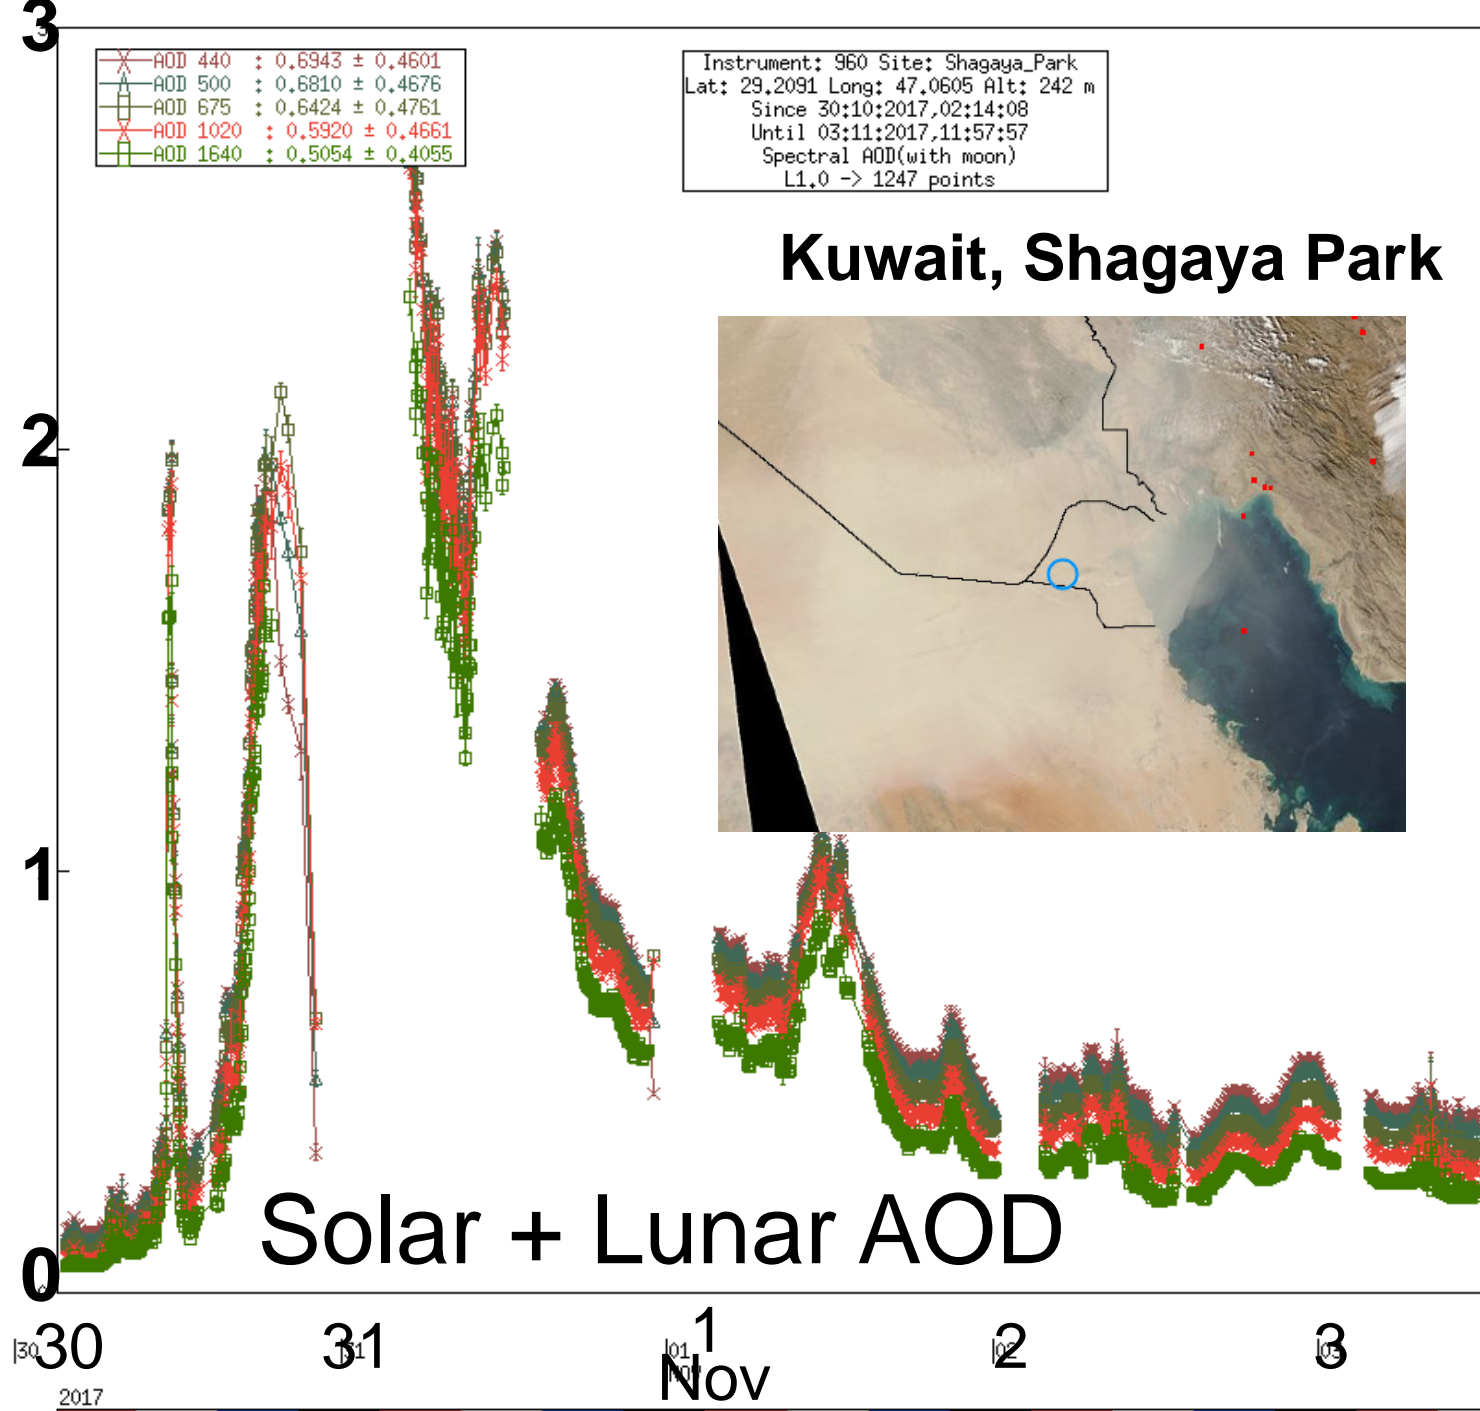 3
AOD 440 : 0.6943 ± 0.4601
AOD 500 : 0.6810 ± 0.4676
AOD 675 : 0.6424 ± 0.4761
AOD 1020 : 0.5920 ± 0.4661
AOD 1640 : 0.5054 ± 0.4055
Instrument: 960 Site: Shagaya_Park
Lat: 29.2091 Long: 47.0605 Alt: 242 m
Since 30:10:2017,02:14:08
Until 03:11:2017,11:57:57
Spectral AOD(with moon)
L1.0 -> 1247 points
Kuwait, Shagaya Park
2
1
Solar + Lunar AOD
0
30 30 31 1 2 3
01 02
Nov
2017